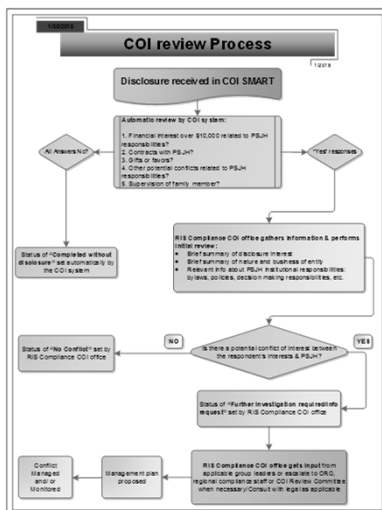 1/2/2018
COI review Process
1/2018
Disclosure received in COI SMART
Automatic review by COI system:
1. Financial interest over $10,000 related to PSJH
responsibilities?
2. Contracts with PSJH?
3. Gifts or favors?
4. Other potential conflicts related to PSJH
responsibilities?
5. Supervision of family member?
All Answers No?
"Yes" responses
Status of "Completed without
disclosure" set automatically by
the COI system
RIS Compliance COI office gathers information & performs
initial review:
• Brief summary of disclosure interest
• Brief summary of nature and business of entity
• Relevant info about PSJH institutional responsibilities:
bylaws, policies, decision making responsibilities, etc.
Is there a potential conflict of interest between
the respondent's interests & PSJH?
NO
YES
Status of "No Conflict" set by
RIS Compliance COI office
Status of "Further investigation required/info
request" set by RIS Compliance COI office
RIS Compliance COI office gets input from
applicable group leaders or escalate to CRO,
regional compliance staff or COI Review Committee
when necessary/Consult with legal as applicable
Management plan
proposed
Conflict
Managed
and/or
Monitored